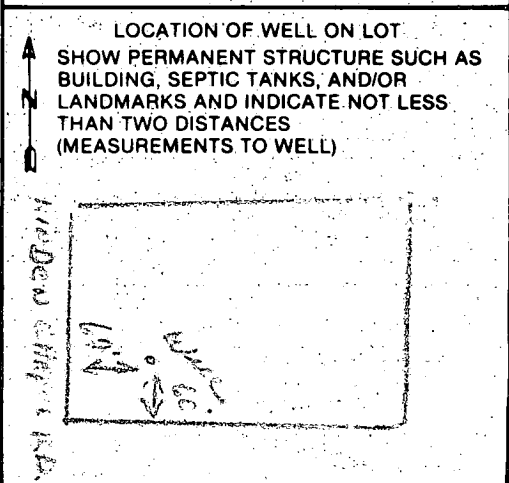 LOCATION OF WELL ON LOT
SHOW PERMANENT STRUCTURE SUCH AS
BUILDING, SEPTIC TANKS, AND/OR
N LANDMARKS AND INDICATE NOT LESS
THAN TWO DISTANCES
(MEASUREMENTS TO WELL)
60'